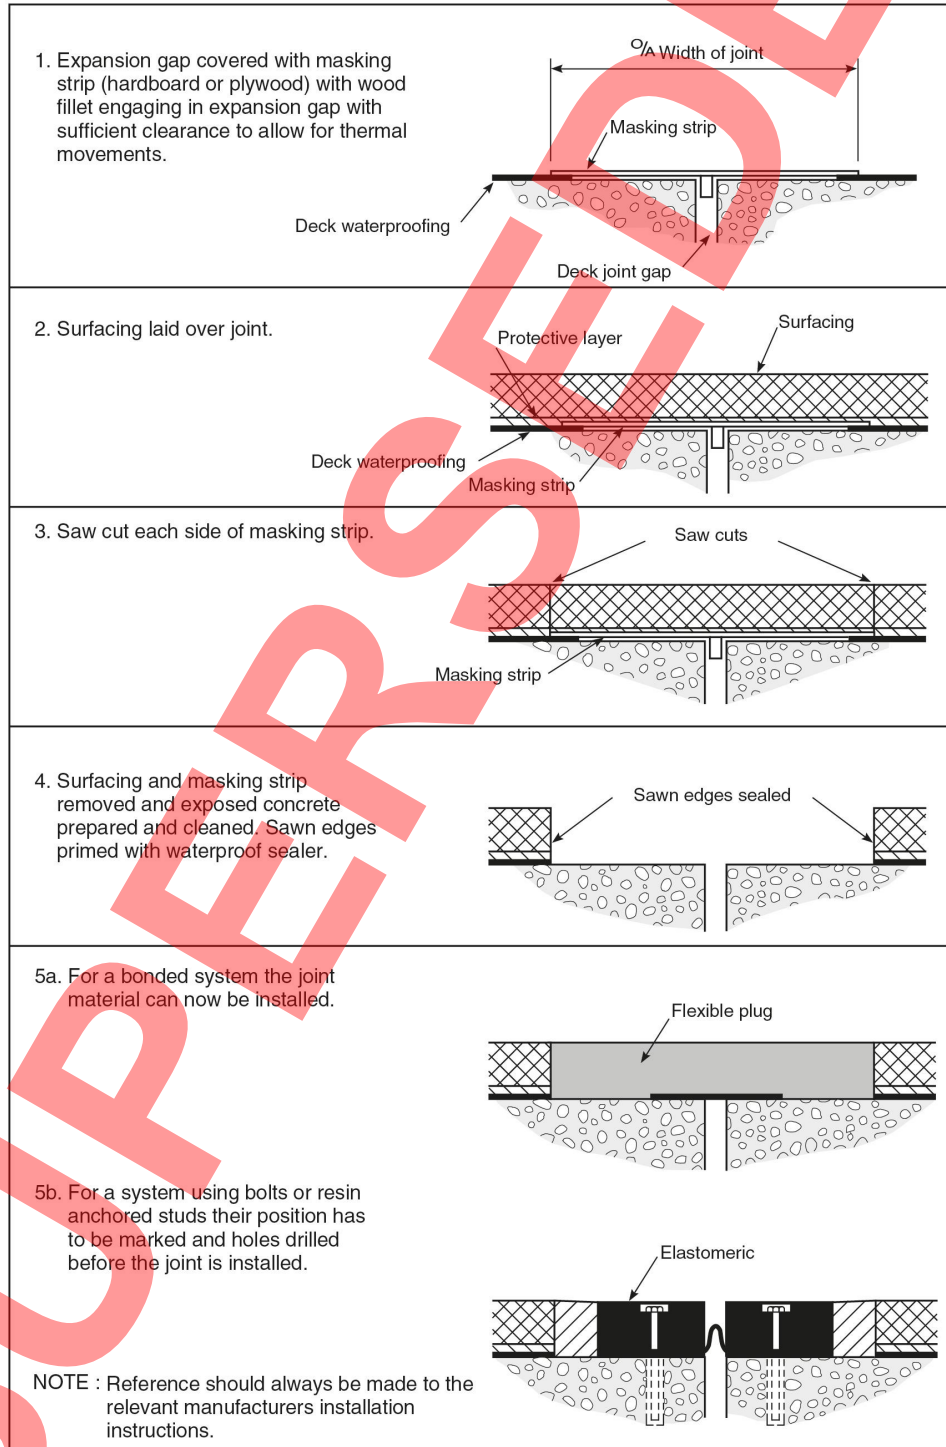 1. Expansion gap covered with masking
strip (hardboard or plywood) with wood
fillet engaging in expansion gap with
sufficient clearance to allow for thermal
movements.
O/A Width of joint
Masking strip
Deck waterproofing
Deck joint gap
2. Surfacing laid over joint.
Surfacing
Protective layer
Deck waterproofing
Masking strip
3. Saw cut each side of masking strip.
Saw cuts
Masking strip
4. Surfacing and masking strip
removed and exposed concrete
prepared and cleaned. Sawn edges
primed with waterproof sealer.
Sawn edges sealed
5a. For a bonded system the joint
material can now be installed.
Flexible plug
5b. For a system using bolts or resin
anchored studs their position has
to be marked and holes drilled
before the joint is installed.
Elastomeric
NOTE : Reference should always be made to the
relevant manufacturers installation
instructions.
SUPERSEDED